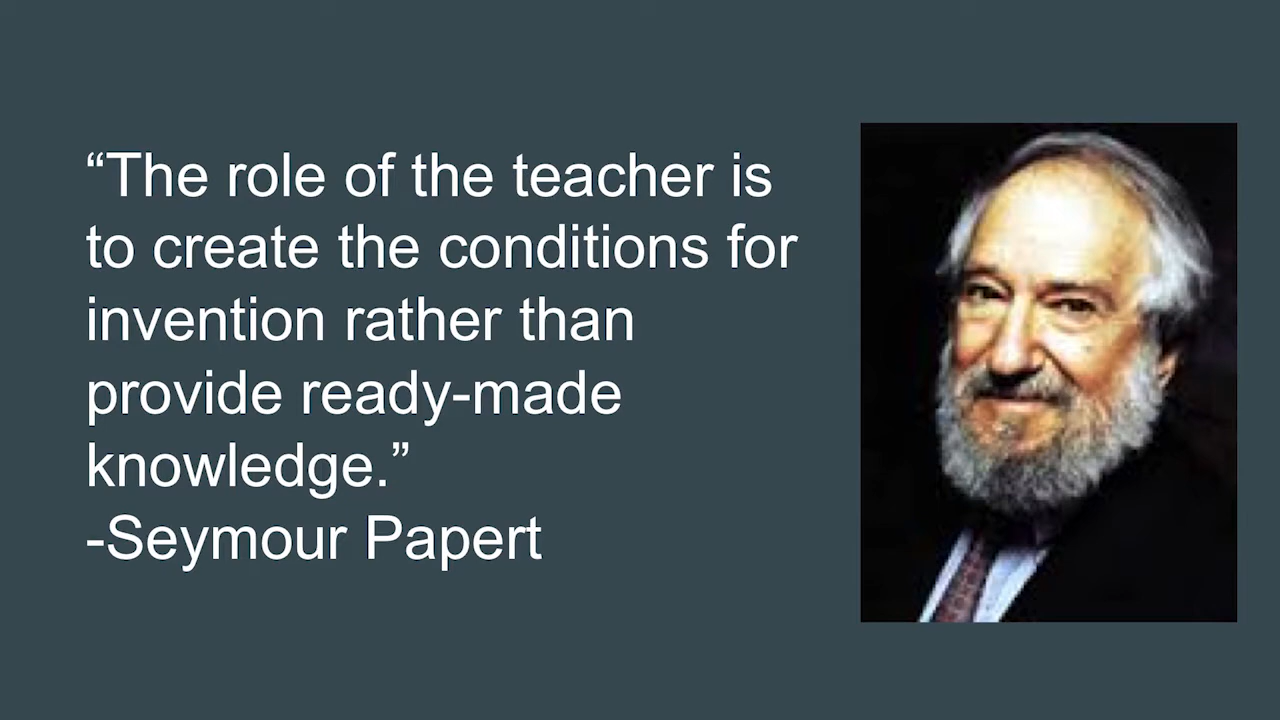 “The role of the teacher is
to create the conditions for
invention rather than
provide ready-made
knowledge.”
-Seymour Papert